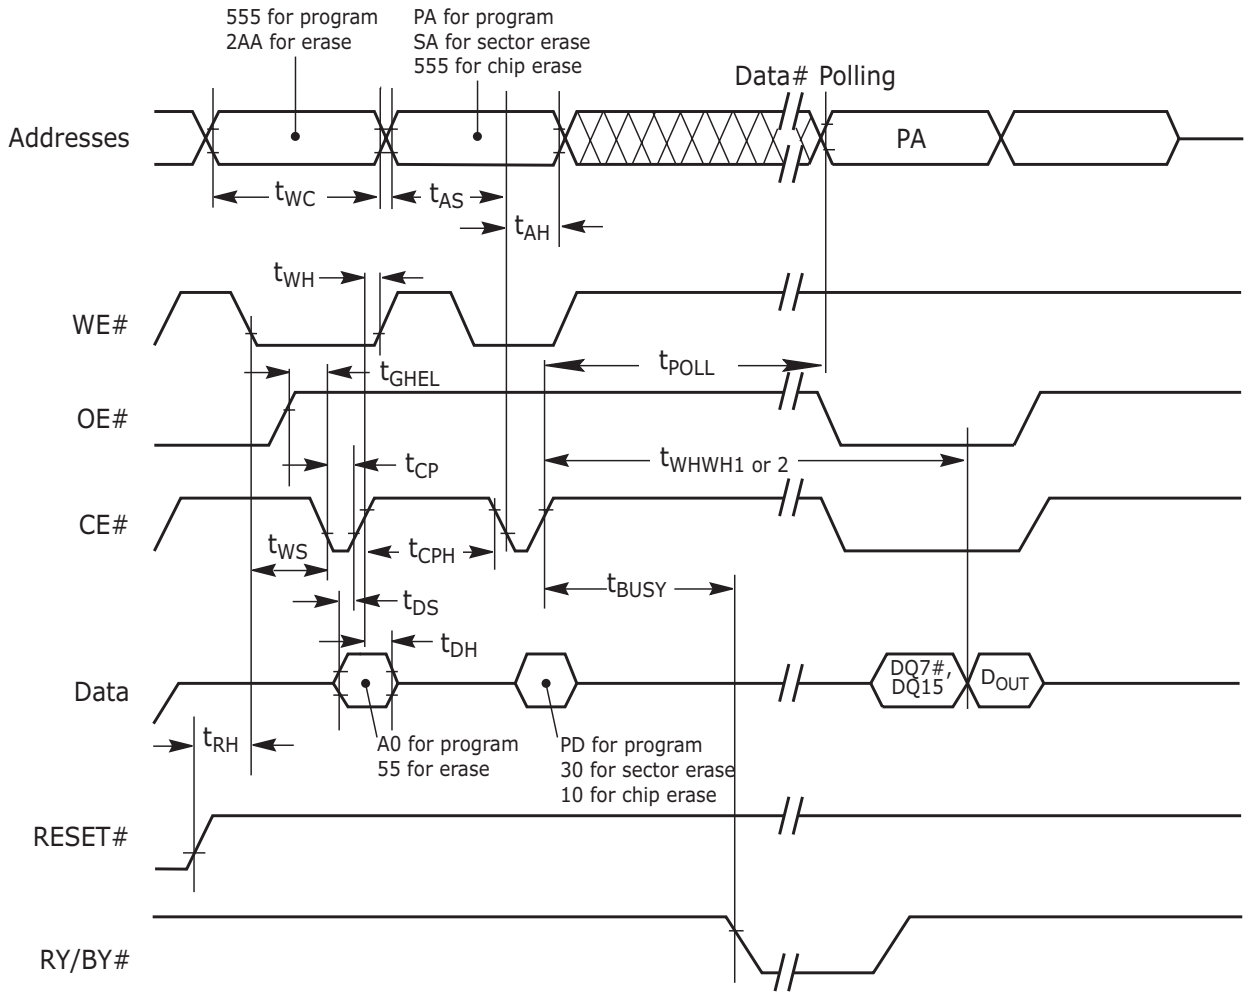 555 for program
2AA for erase
PA for program
SA for sector erase
555 for chip erase
Data# Polling
Addresses
PA
tWC
tAS
tAH
tWH
WE#
tPOLL
tGHEL
OE#
tCP
tWHWH1 or 2
CE#
tWS
tCPH
tBUSY
tDS
tDH
Data
DQ7#,
DQ15
DOUT
tRH
A0 for program
55 for erase
PD for program
30 for sector erase
10 for chip erase
RESET#
RY/BY#